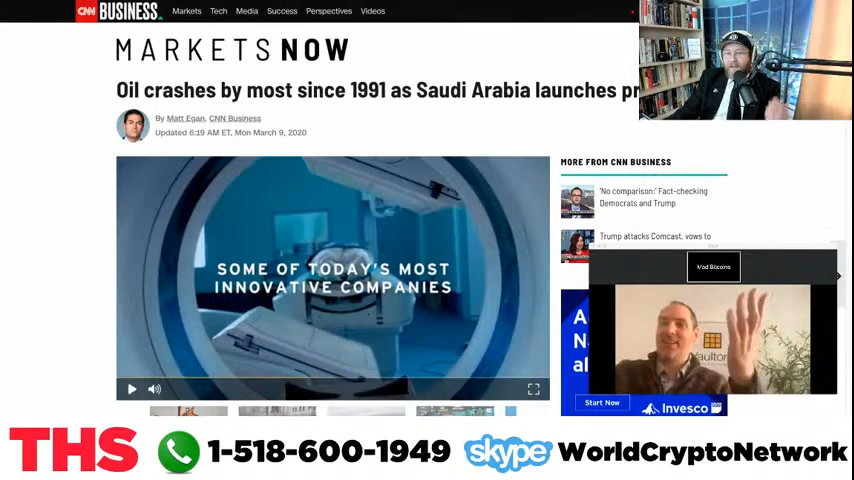 CNN BUSINESS
Markets Tech Media Success Perspectives Videos
MARKETS NOW
Oil crashes by most since 1991 as Saudi Arabia launches pr
By Matt Egan, CNN Business
Updated 6:19 AM ET, Mon March 9, 2020
SOME OF TODAY'S MOST
INNOVATIVE COMPANIES
MORE FROM CNN BUSINESS
'No comparison:' Fact-checking
Democrats and Trump
Trump attacks Comcast, vows to
Mad Bitcoins
Start Now
Invesco
THS 1-518-600-1949 skype WorldCryptoNetwork